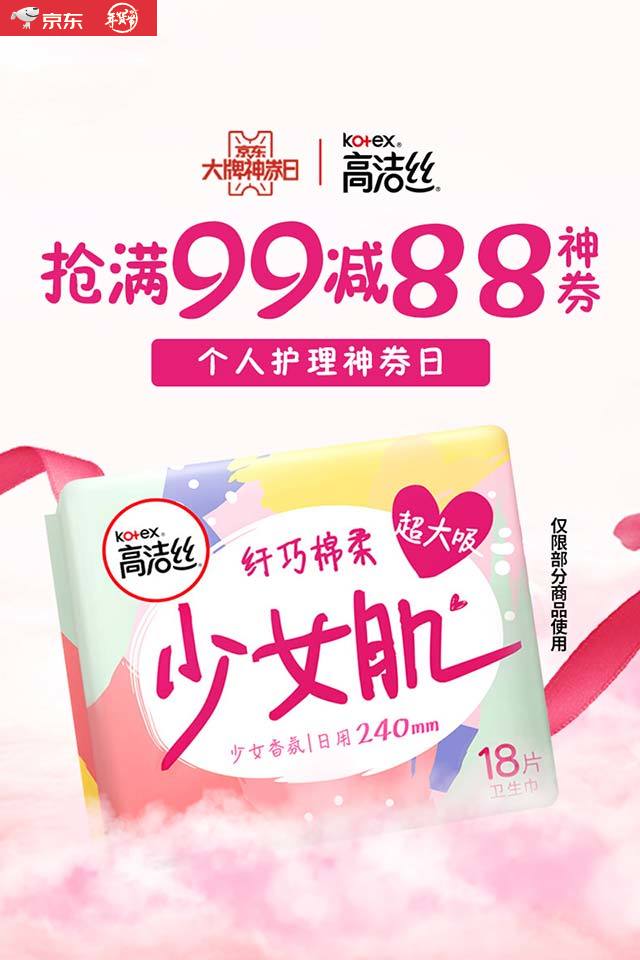 京东 年货节
京东
大牌神券日
kotex®
高洁丝®
抢满99减88神券
个人护理神券日
kotex®
高洁丝®
纤巧棉柔
超大吸
少女肌
少女香氛|日用240mm
18片
卫生巾
仅限部分商品使用